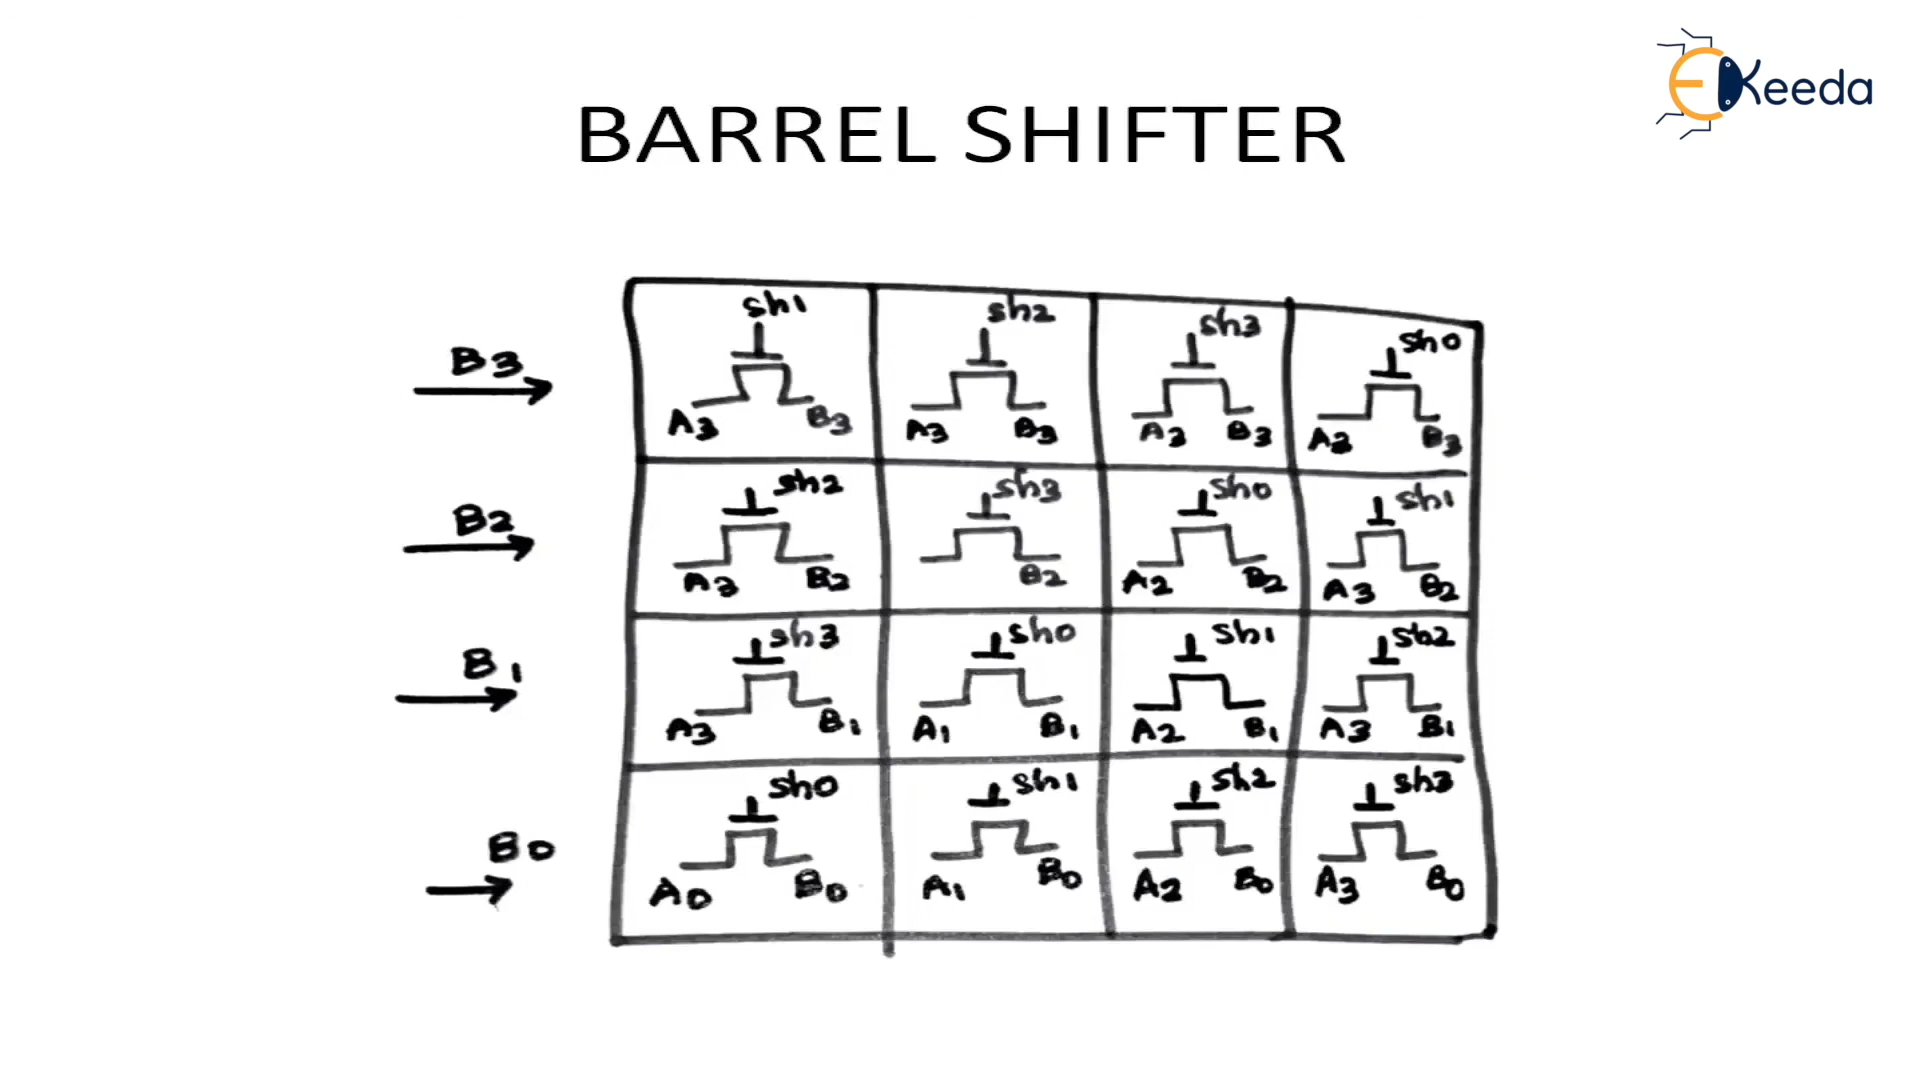 EKeeda
BARREL SHIFTER
sh1 sh2 sh3 sh0
B3
A3 B3 A3 B3 A3 B3 A3 B3
sh2 sh3 sh0 sh1
B2
A3 B2 B2 A2 B2 A3 B2
sh3 sh0 sh1 sh2
B1
A3 B1 A1 B1 A2 B1 A3 B1
sh0 sh1 sh2 sh3
B0
A0 B0 A1 B0 A2 B0 A3 B0